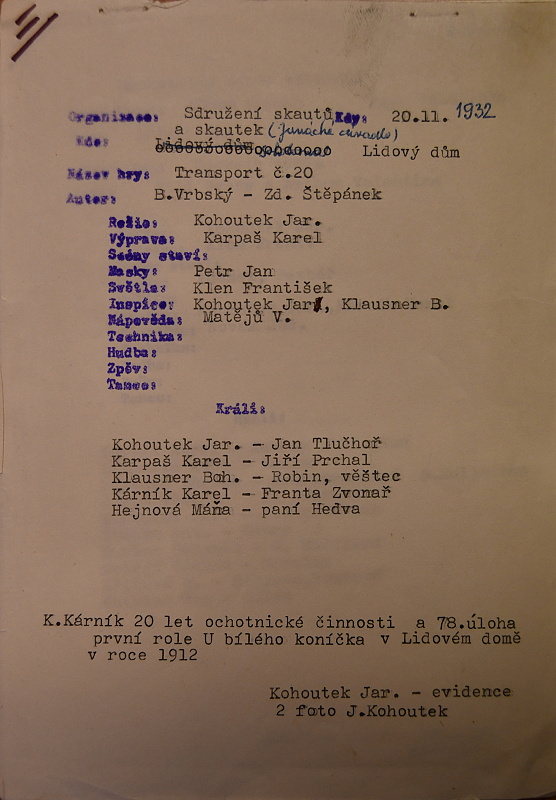 Organisace: Sdružení skautů Kdy: 20.11. 1932
a skautek (junácké divadlo)
Kde: Lidový dům Lidový dům
Název hry: Transport č.20
Autor: B.Vrbský - Zd. Štěpánek
Režie: Kohoutek Jar.
Výprava: Karpaš Karel
Scény staví:
Masky: Petr Jan
Světla: Klen František
Inspice: Kohoutek Jar., Klausner B.
Nápověda: Matějů V.
Technika:
Hudba:
Zpěv:
Tance:
Hráli:
Kohoutek Jar. - Jan Tlučhoř
Karpaš Karel - Jiří Prchal
Klausner Boh. - Robin, věštec
Kárník Karel - Franta Zvonař
Hejnová Máňa - paní Hedva
K.Kárník 20 let ochotnické činnosti a 78.úloha
první role U bílého koníčka v Lidovém domě
v roce 1912
Kohoutek Jar. - evidence
2 foto J.Kohoutek